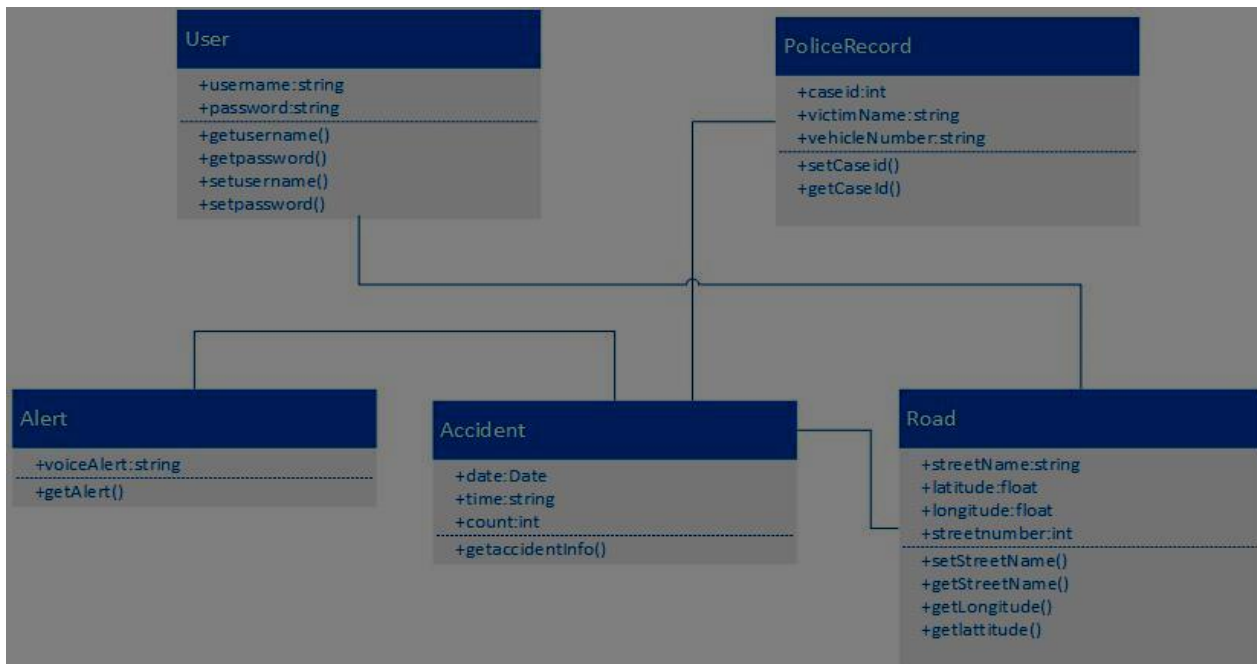 User
+username:string
+password:string
+getusername()
+getpassword()
+setusername()
+setpassword()
PoliceRecord
+caseid:int
+victimName:string
+vehicleNumber:string
+setCaseid()
+getCaseId()
Alert
+voiceAlert:string
+getAlert()
Accident
+date:Date
+time:string
+count:int
+getaccidentInfo()
Road
+streetName:string
+latitude:float
+longitude:float
+streetnumber:int
+setStreetName()
+getStreetName()
+getLongitude()
+getlattitude()